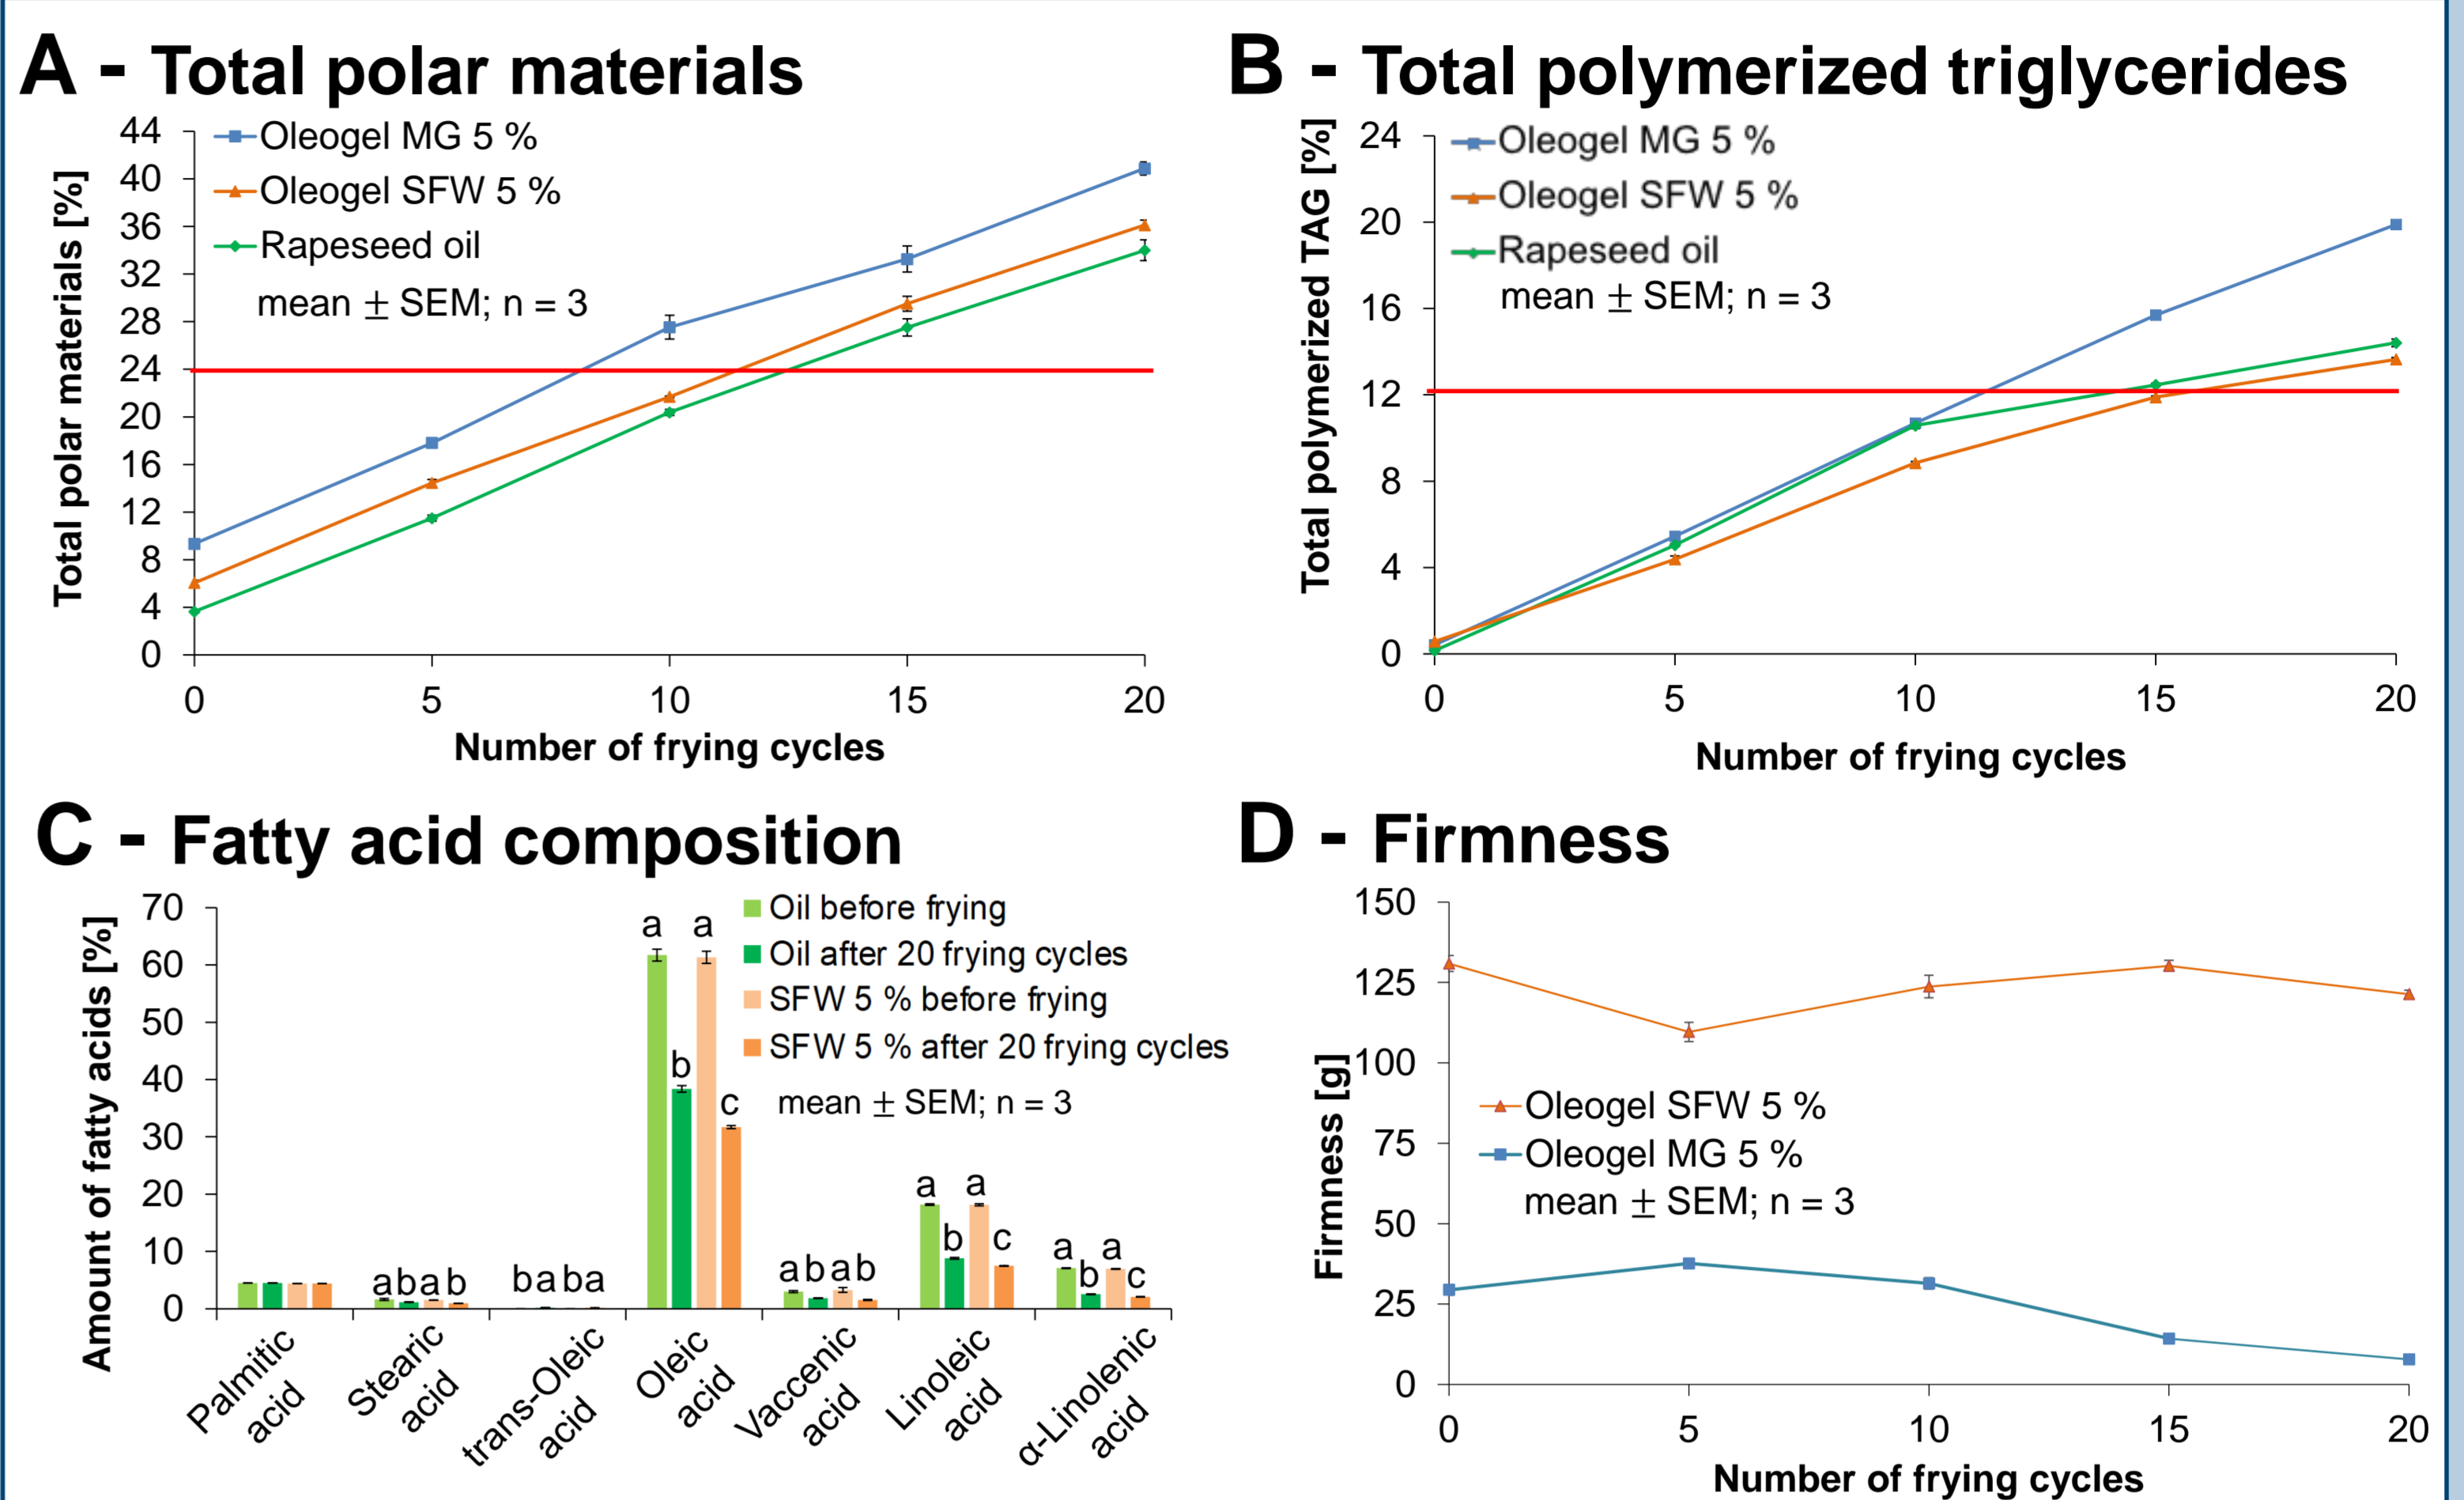 A - Total polar materials
Total polar materials [%]
44
40
36
32
28
24
20
16
12
8
4
0
Oleogel MG 5 %
Oleogel SFW 5 %
Rapeseed oil
mean ± SEM; n = 3
0 5 10 15 20
Number of frying cycles
B - Total polymerized triglycerides
Total polymerized TAG [%]
24
20
16
12
8
4
0
Oleogel MG 5 %
Oleogel SFW 5 %
Rapeseed oil
mean ± SEM; n = 3
0 5 10 15 20
Number of frying cycles
C - Fatty acid composition
Amount of fatty acids [%]
70
60
50
40
30
20
10
0
Oil before frying
Oil after 20 frying cycles
SFW 5 % before frying
SFW 5 % after 20 frying cycles
mean ± SEM; n = 3
a b a b
b a b a
a b a c
a b a b
a b a c
a b a c
Palmitic acid
Stearic acid
trans-Oleic acid
Oleic acid
Vaccenic acid
Linoleic acid
α-Linolenic acid
D - Firmness
Firmness [g]
150
125
100
75
50
25
0
Oleogel SFW 5 %
Oleogel MG 5 %
mean ± SEM; n = 3
0 5 10 15 20
Number of frying cycles